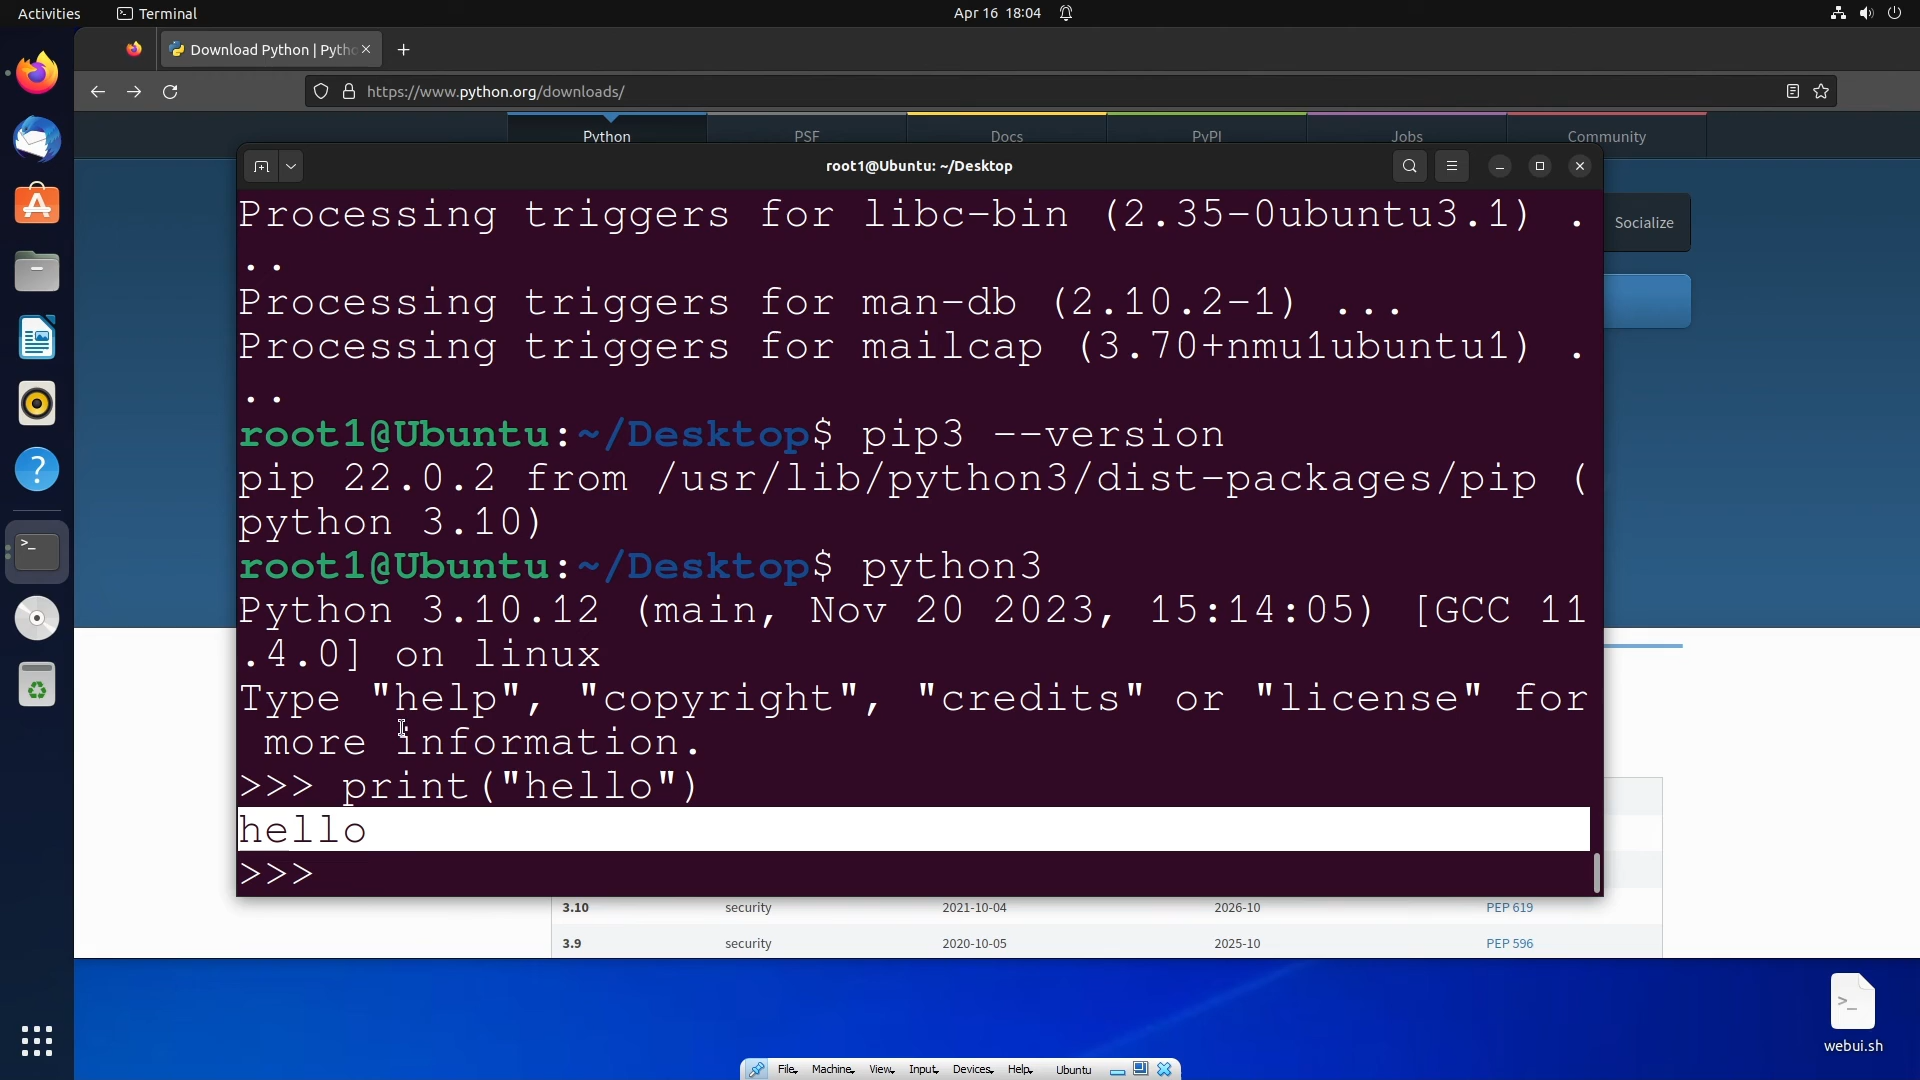 Activities Terminal Apr 16 18:04
Download Python | Pytho
https://www.python.org/downloads/
Python PSF Docs PyPI Jobs Community
root1@Ubuntu: ~/Desktop
Socialize
Processing triggers for libc-bin (2.35-0ubuntu3.1) .
..
Processing triggers for man-db (2.10.2-1) ...
Processing triggers for mailcap (3.70+nmu1ubuntu1) .
..
root1@Ubuntu:~/Desktop$ pip3 --version
pip 22.0.2 from /usr/lib/python3/dist-packages/pip (
python 3.10)
root1@Ubuntu:~/Desktop$ python3
Python 3.10.12 (main, Nov 20 2023, 15:14:05) [GCC 11
.4.0] on linux
Type "help", "copyright", "credits" or "license" for
 more information.
>>> print("hello")
hello
>>>
3.10 security 2021-10-04 2026-10 PEP 619
3.9 security 2020-10-05 2025-10 PEP 596
webui.sh
File Machine View Input Devices Help Ubuntu